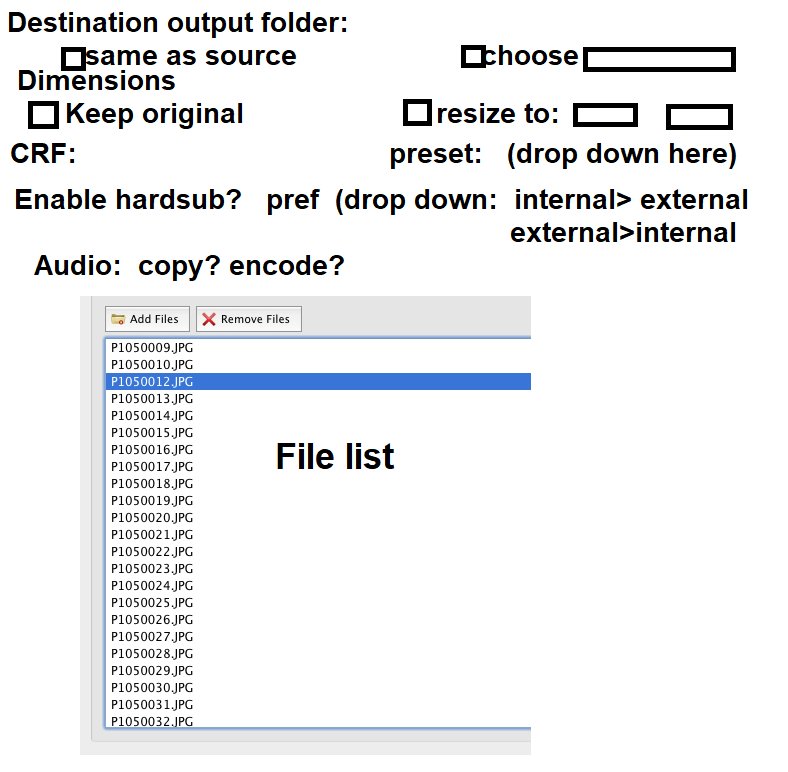 Destination output folder:
same as source choose
Dimensions
Keep original resize to:
CRF: preset: (drop down here)
Enable hardsub? pref (drop down: internal> external
external>internal
Audio: copy? encode?
Add Files Remove Files
P1050009.JPG
P1050010.JPG
P1050012.JPG
P1050013.JPG
P1050014.JPG
P1050015.JPG
P1050016.JPG
File list
P1050017.JPG
P1050018.JPG
P1050019.JPG
P1050020.JPG
P1050021.JPG
P1050022.JPG
P1050023.JPG
P1050024.JPG
P1050025.JPG
P1050026.JPG
P1050027.JPG
P1050028.JPG
P1050029.JPG
P1050030.JPG
P1050031.JPG
P1050032.JPG